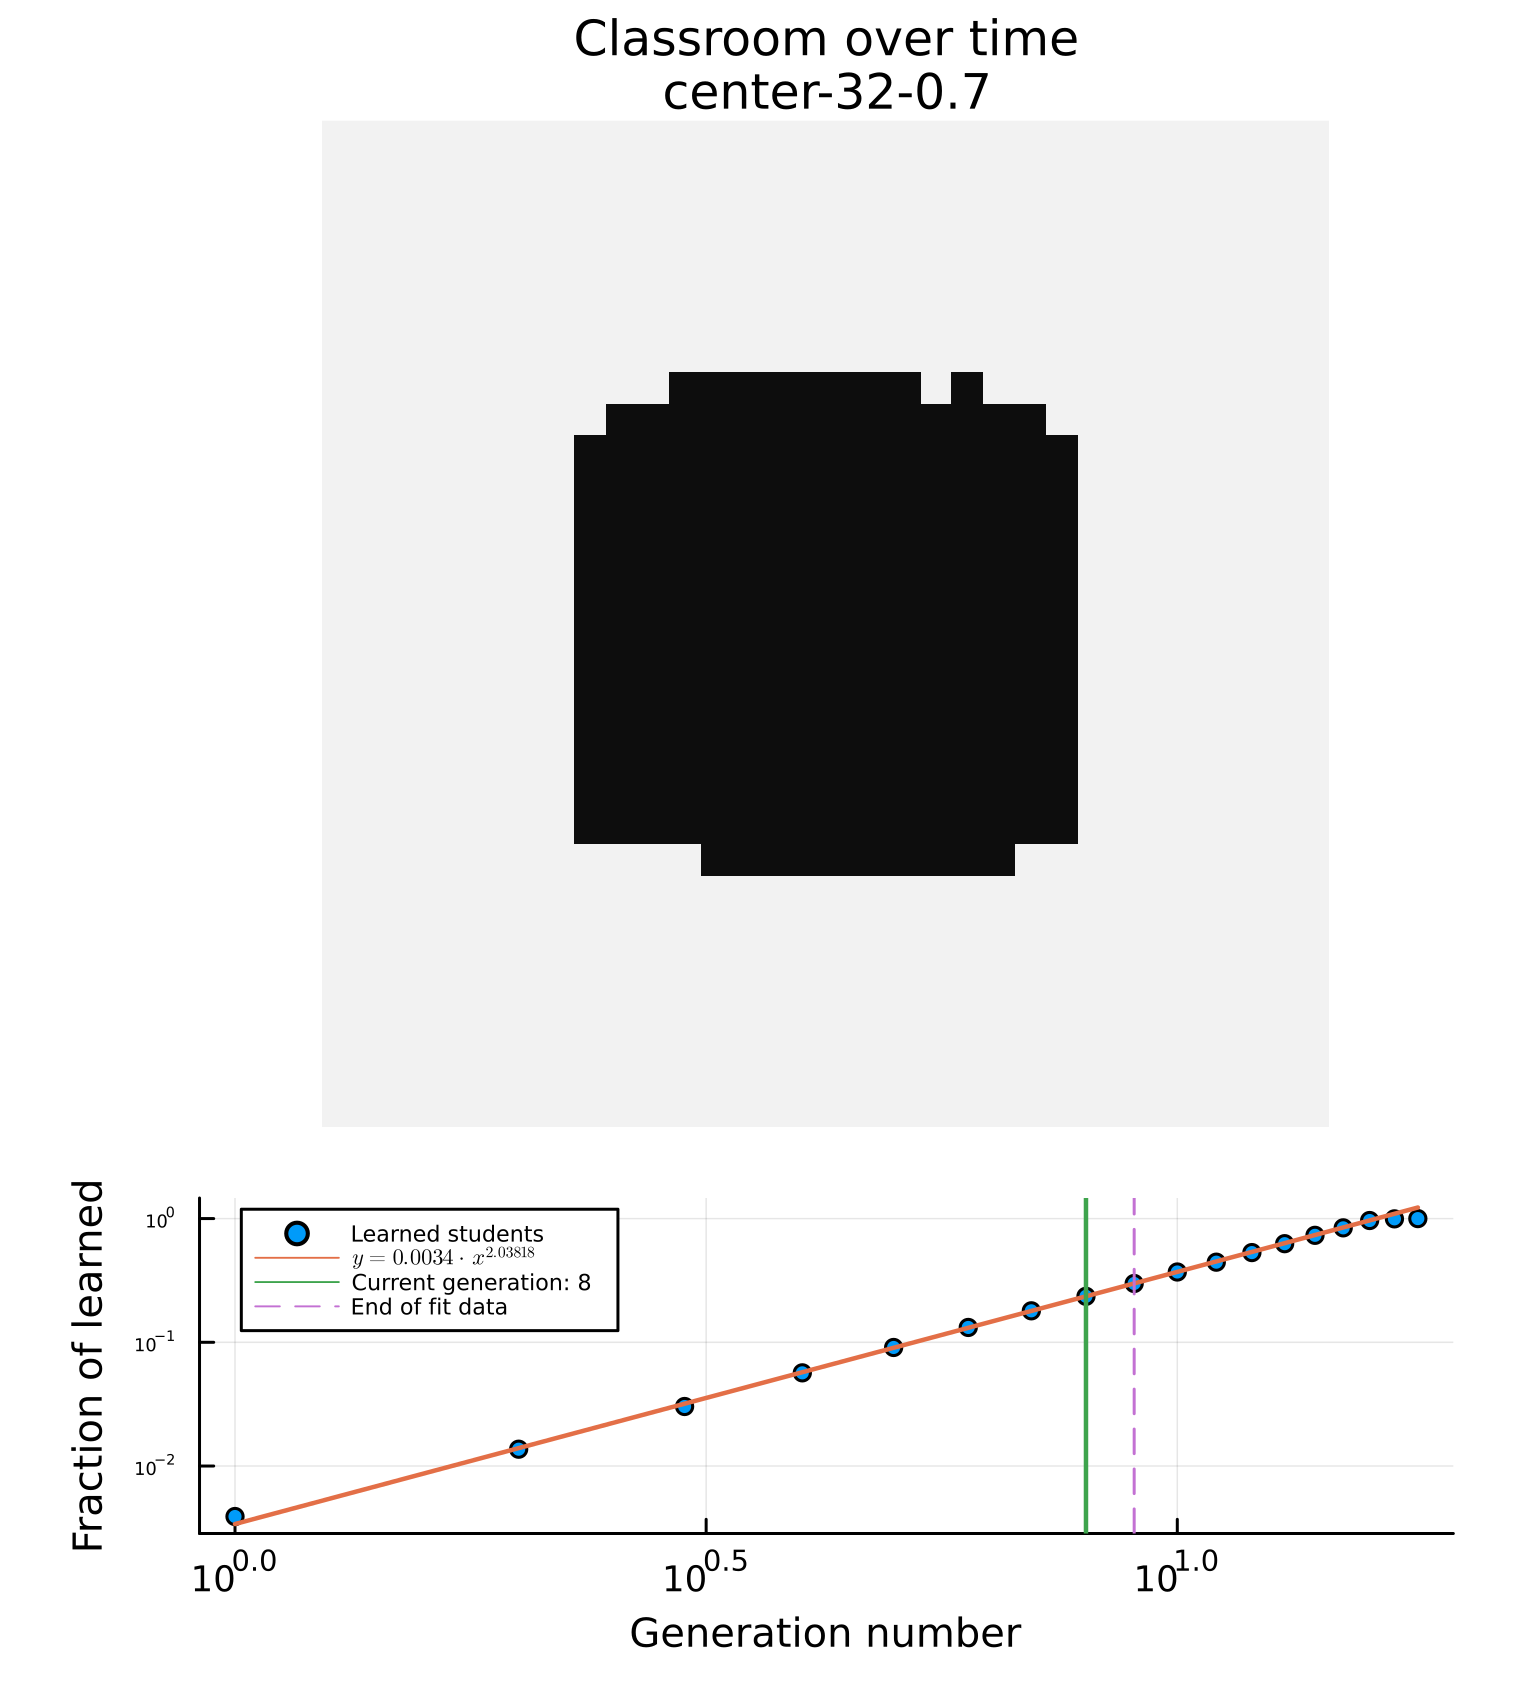 Classroom over time
center-32-0.7
Fraction of learned
10^0
10^-1
10^-2
Learned students
y = 0.0034 · x^2.03818
Current generation: 8
End of fit data
10^0.0 10^0.5 10^1.0
Generation number